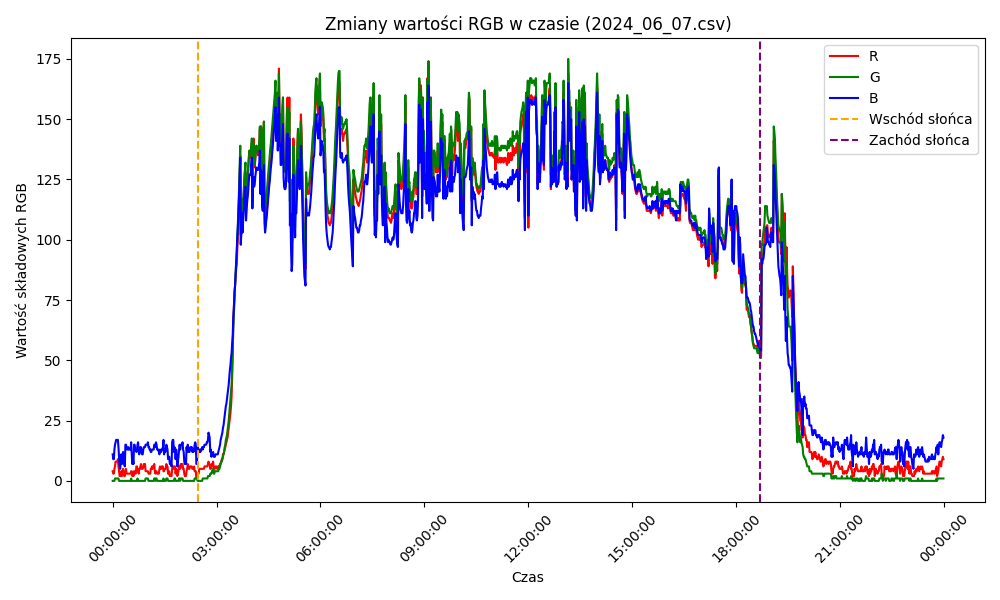 Zmiany wartości RGB w czasie (2024_06_07.csv)
R
G
B
Wschód słońca
Zachód słońca
Wartość składowych RGB
175
150
125
100
75
50
25
0
00:00:00
03:00:00
06:00:00
09:00:00
12:00:00
15:00:00
18:00:00
21:00:00
00:00:00
Czas